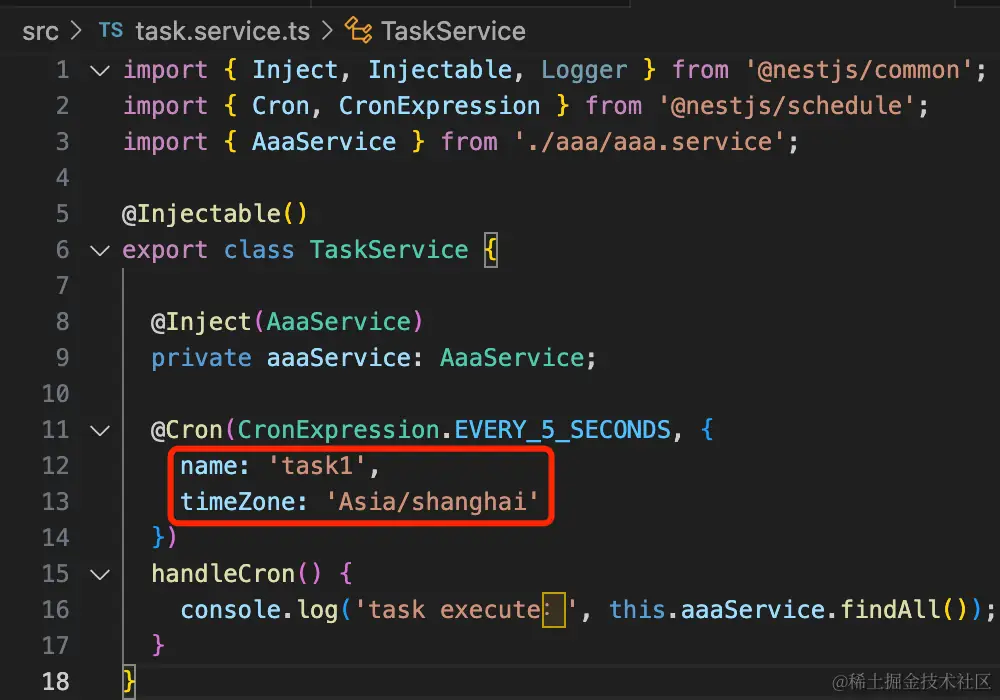 src > TS task.service.ts > TaskService
1 import { Inject, Injectable, Logger } from '@nestjs/common';
2 import { Cron, CronExpression } from '@nestjs/schedule';
3 import { AaaService } from './aaa/aaa.service';
4
5 @Injectable()
6 export class TaskService {
7
8 @Inject(AaaService)
9 private aaaService: AaaService;
10
11 @Cron(CronExpression.EVERY_5_SECONDS, {
12 name: 'task1',
13 timeZone: 'Asia/shanghai'
14 })
15 handleCron() {
16 console.log('task execute：', this.aaaService.findAll());
17 }
18 }
@稀土掘金技术社区